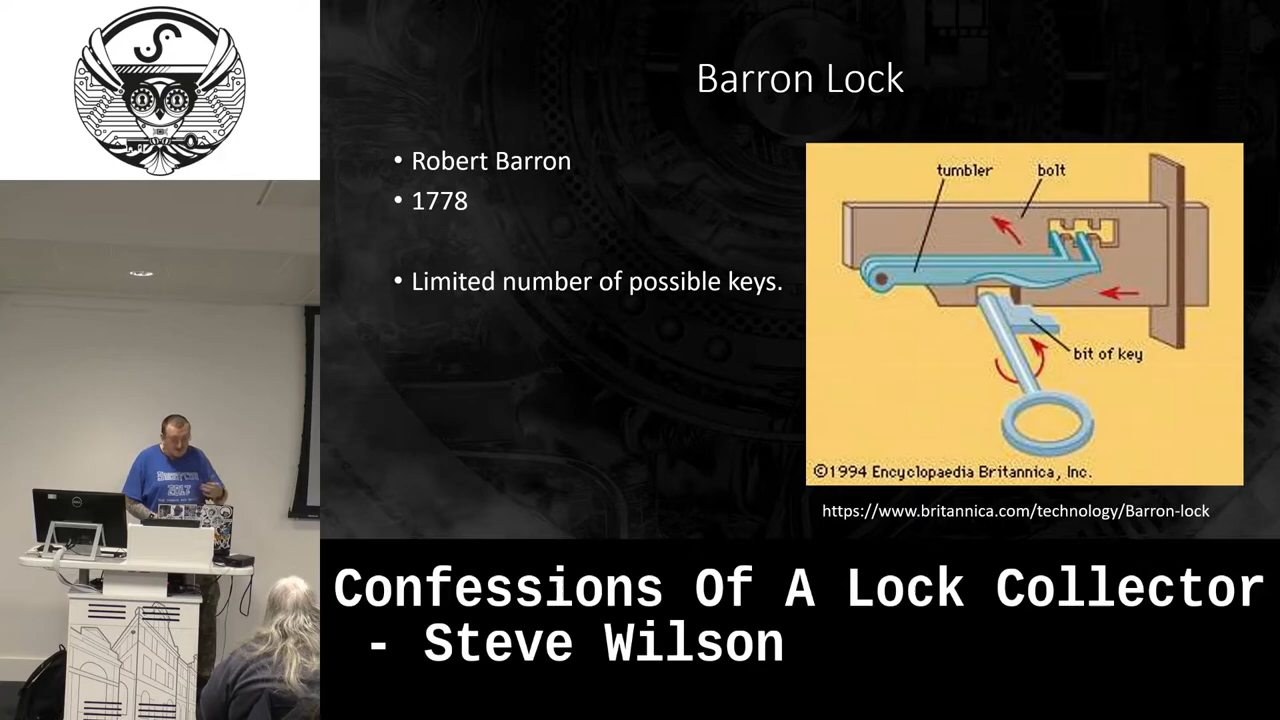 Barron Lock
• Robert Barron
• 1778
• Limited number of possible keys.
tumbler
bolt
bit of key
©1994 Encyclopaedia Britannica, Inc.
https://www.britannica.com/technology/Barron-lock
DELL
Confessions Of A Lock Collector
- Steve Wilson